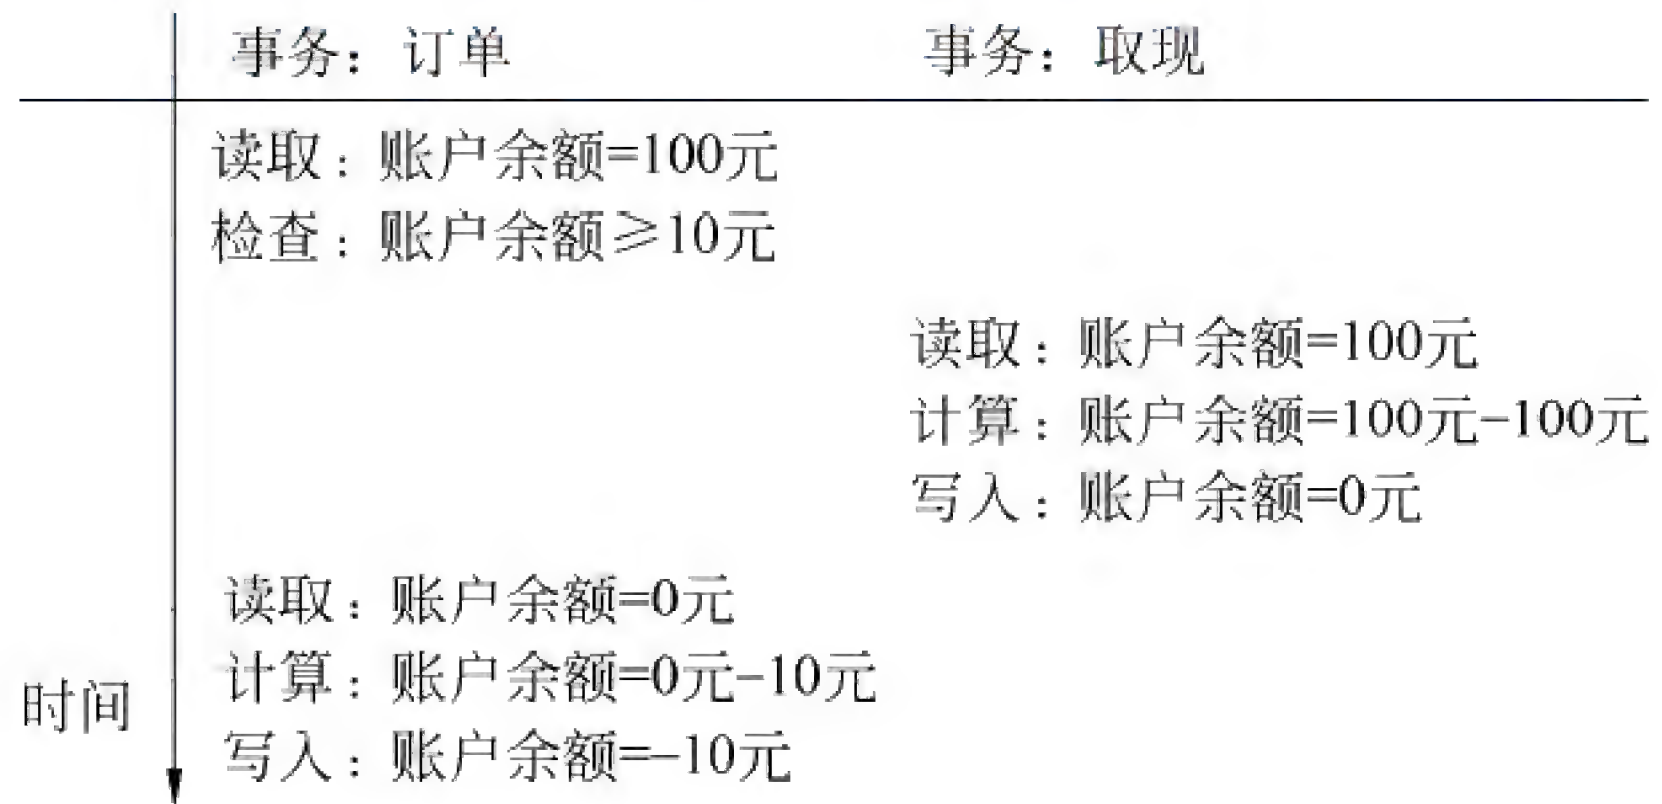 事务：订单 事务：取现
读取：账户余额=100元
检查：账户余额≥10元
读取：账户余额=100元
计算：账户余额=100元-100元
写入：账户余额=0元
读取：账户余额=0元
计算：账户余额=0元-10元
写入：账户余额=-10元
时间